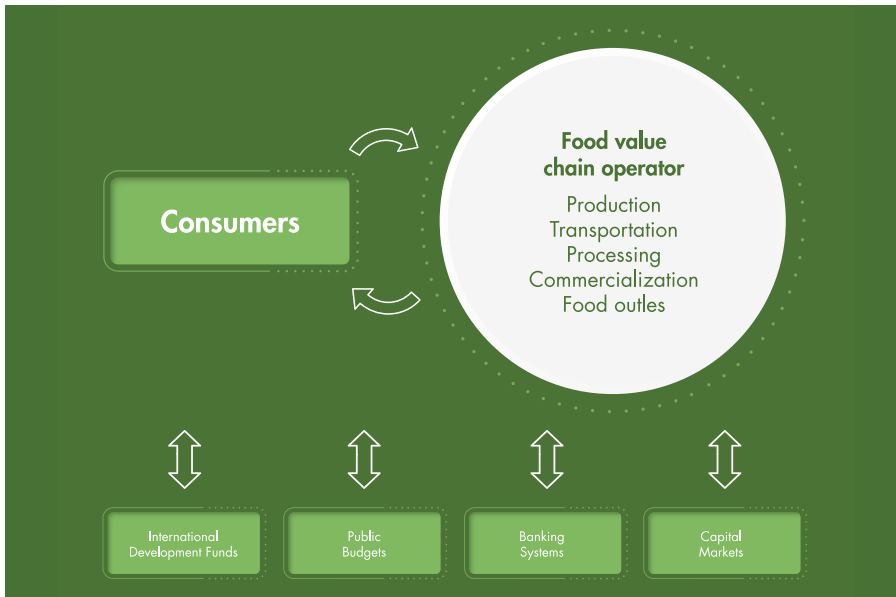 Consumers
Food value
chain operator
Production
Transportation
Processing
Commercialization
Food outles
International
Development Funds
Public
Budgets
Banking
Systems
Capital
Markets